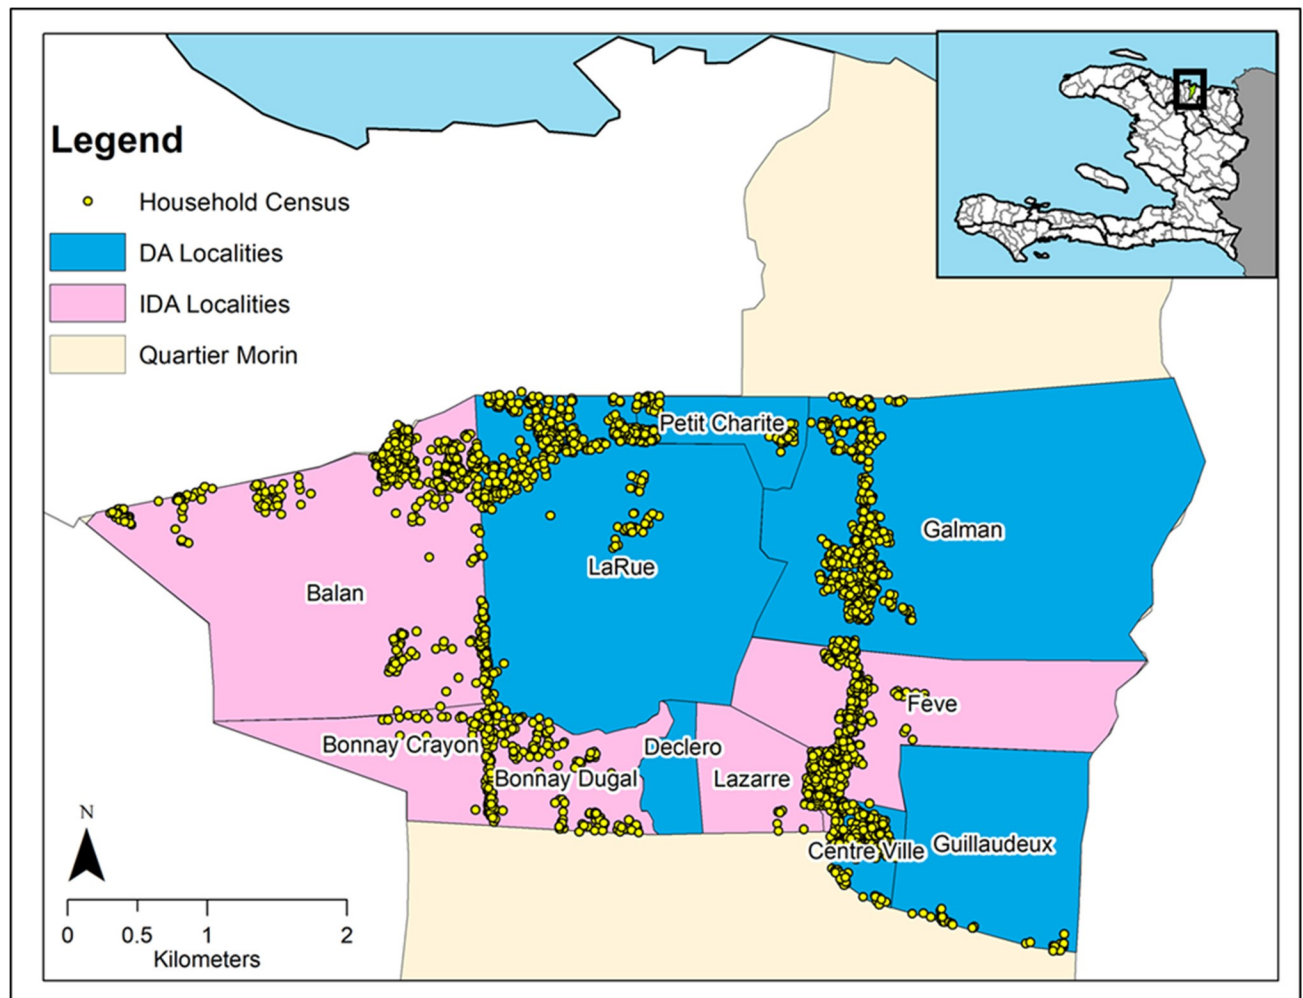 Legend
Household Census
DA Localities
IDA Localities
Quartier Morin
Petit Charite
Galman
LaRue
Balan
Feve
Bonnay Crayon
Declero
Bonnay Dugal
Lazarre
Centre Ville
Guillaudeux
N
0 0.5 1 2
Kilometers